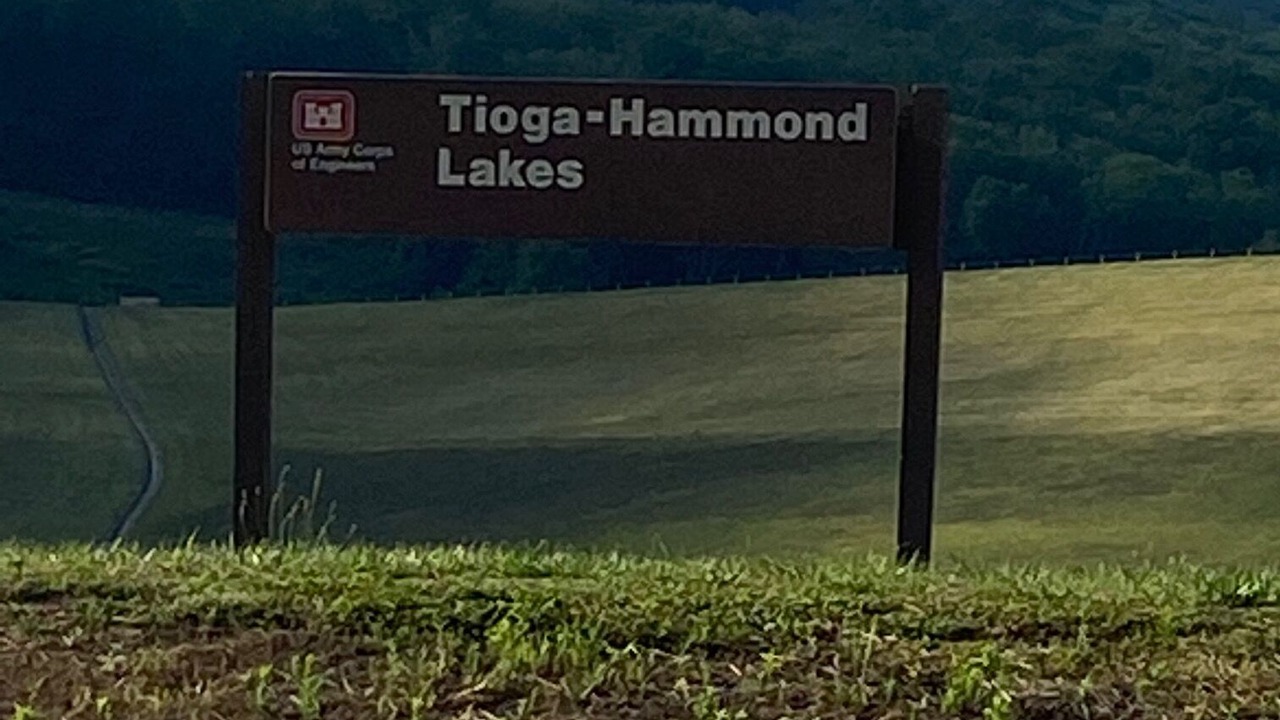 Tioga-Hammond
Lakes
US Army Corps
of Engineers